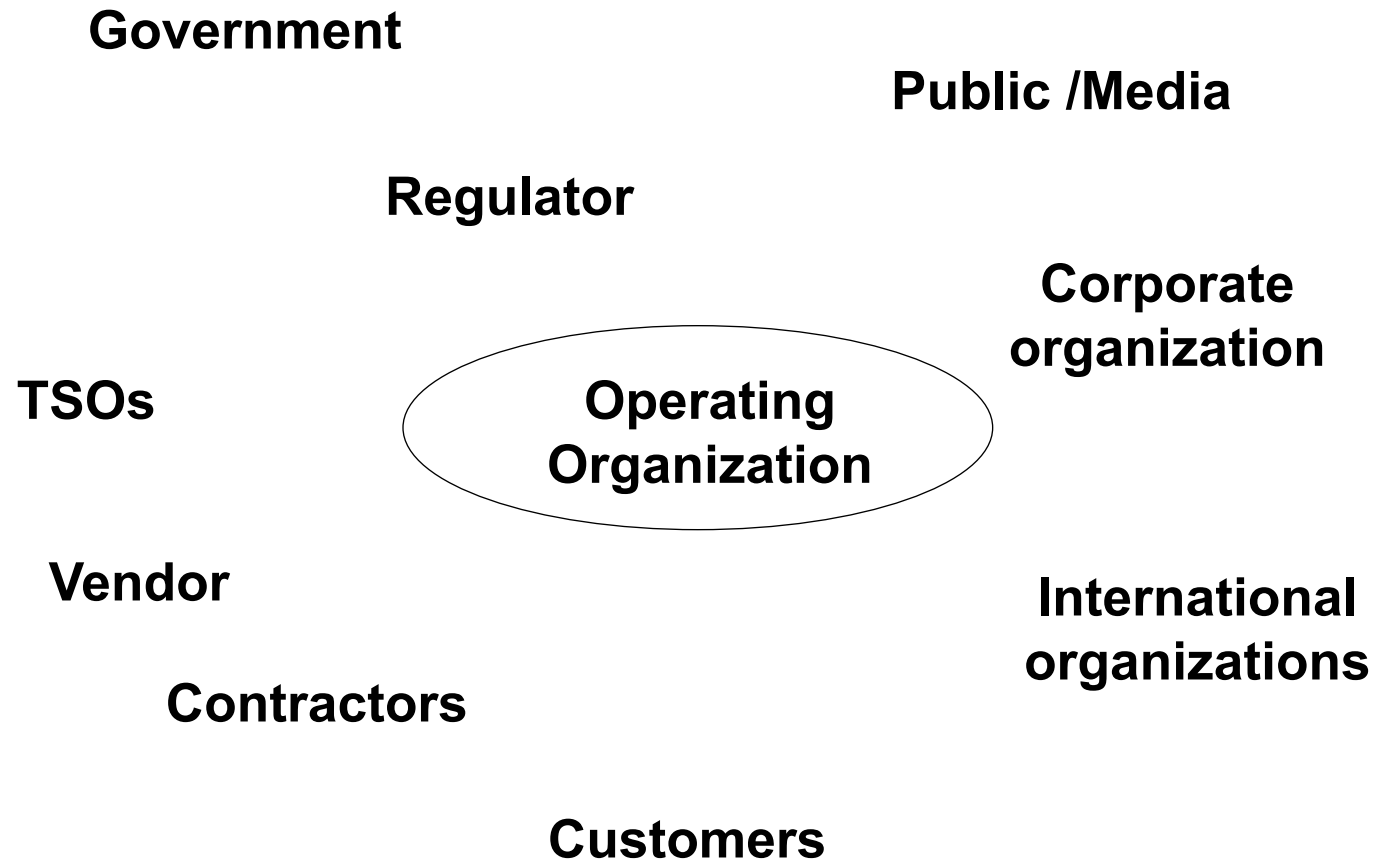 Government
Public /Media
Regulator
Corporate
organization
TSOs
Operating
Organization
Vendor
International
organizations
Contractors
Customers